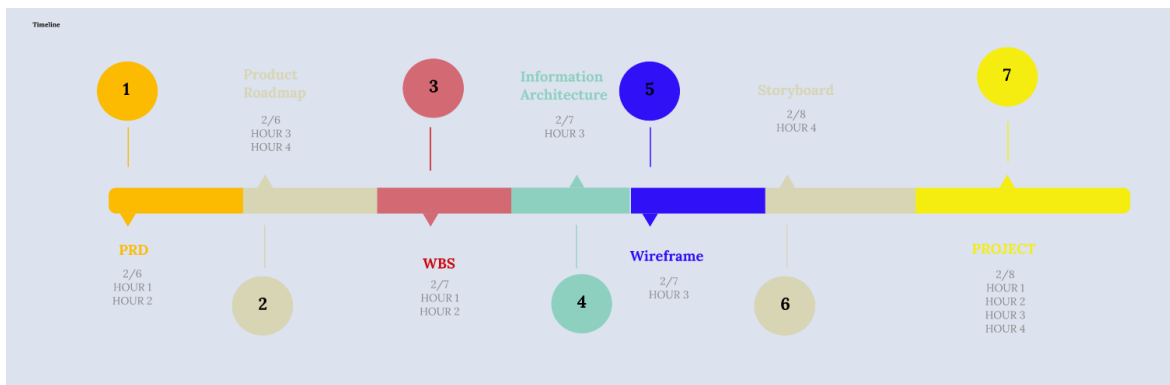 Timeline
1
PRD
2/6
HOUR 1
HOUR 2
Product
Roadmap
2/6
HOUR 3
HOUR 4
2
3
WBS
2/7
HOUR 1
HOUR 2
Information
Architecture
2/7
HOUR 3
4
5
Wireframe
2/7
HOUR 3
Storyboard
2/8
HOUR 4
6
7
PROJECT
2/8
HOUR 1
HOUR 2
HOUR 3
HOUR 4